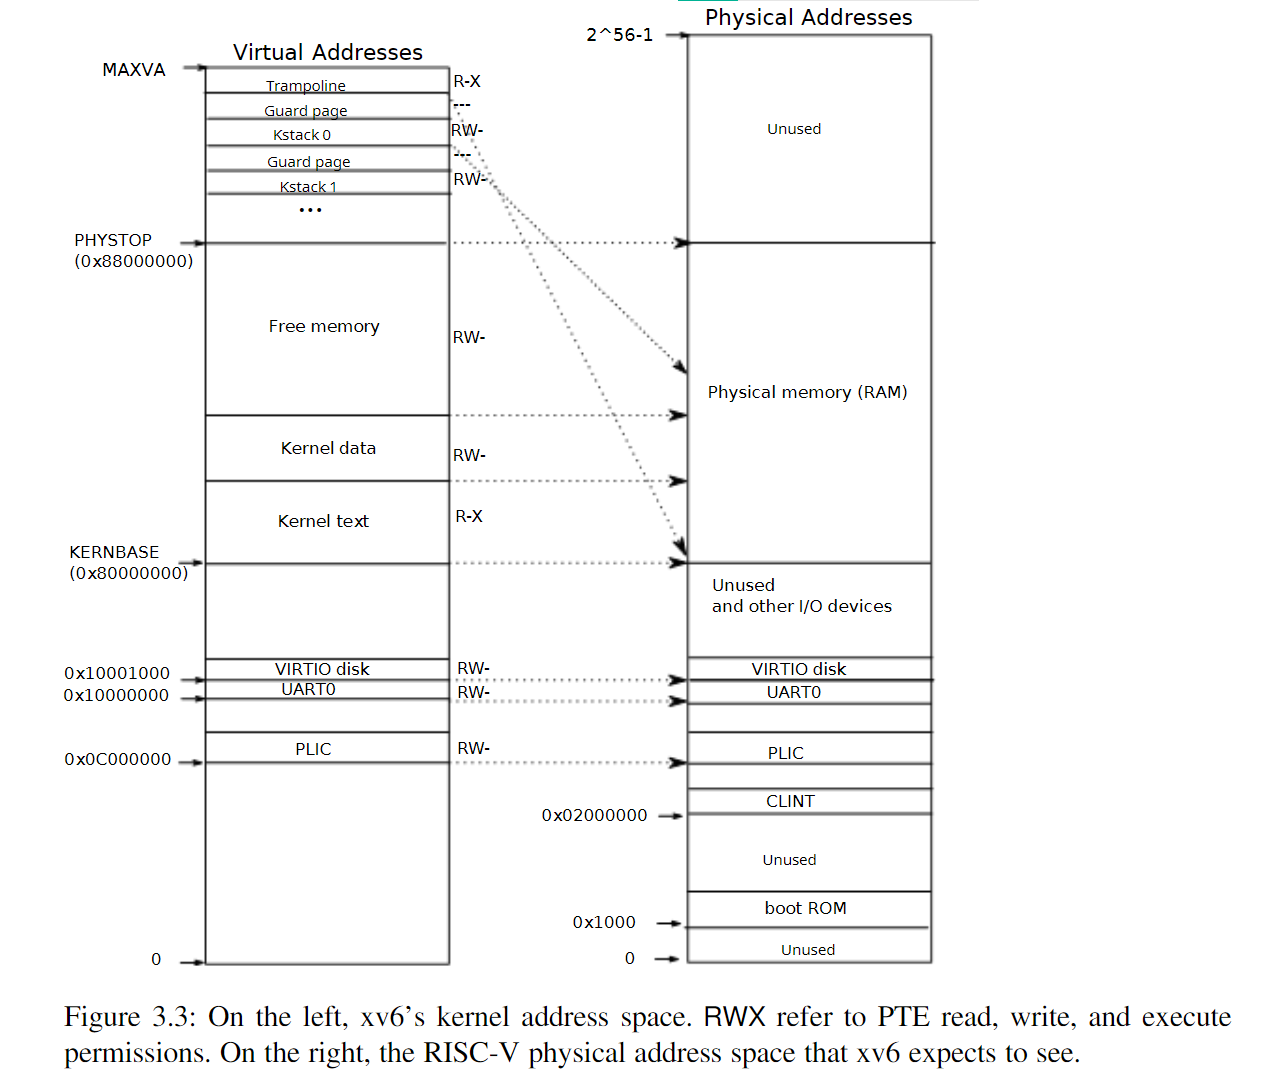 Physical Addresses
2^56-1
Virtual Addresses
MAXVA
Trampoline
R-X
Guard page
---
Kstack 0
RW-
Guard page
---
Kstack 1
RW-
...
Unused
PHYSTOP
(0x88000000)
Free memory
RW-
Physical memory (RAM)
Kernel data
RW-
Kernel text
R-X
KERNBASE
(0x80000000)
Unused
and other I/O devices
0x10001000
VIRTIO disk
RW-
VIRTIO disk
0x10000000
UART0
RW-
UART0
0x0C000000
PLIC
RW-
PLIC
CLINT
0x02000000
Unused
boot ROM
0x1000
Unused
0
0
Figure 3.3: On the left, xv6's kernel address space. RWX refer to PTE read, write, and execute
permissions. On the right, the RISC-V physical address space that xv6 expects to see.